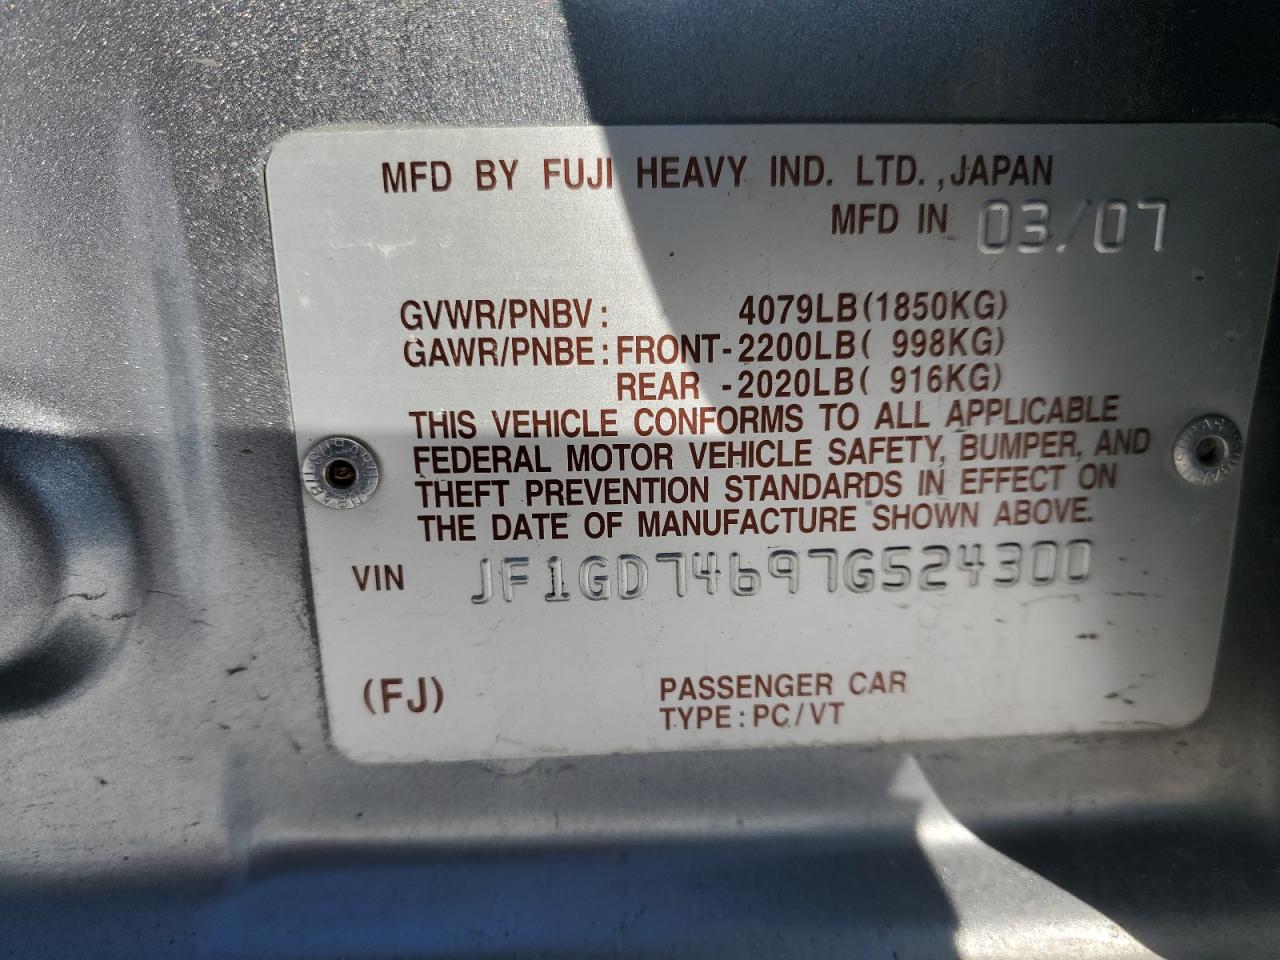 MFD BY FUJI HEAVY IND. LTD.,JAPAN
MFD IN 03/07
GVWR/PNBV: 4079LB(1850KG)
GAWR/PNBE:FRONT-2200LB( 998KG)
REAR -2020LB( 916KG)
THIS VEHICLE CONFORMS TO ALL APPLICABLE
FEDERAL MOTOR VEHICLE SAFETY, BUMPER, AND
THEFT PREVENTION STANDARDS IN EFFECT ON
THE DATE OF MANUFACTURE SHOWN ABOVE.
VIN JF1GD74697G524300
(FJ)
PASSENGER CAR
TYPE:PC/VT